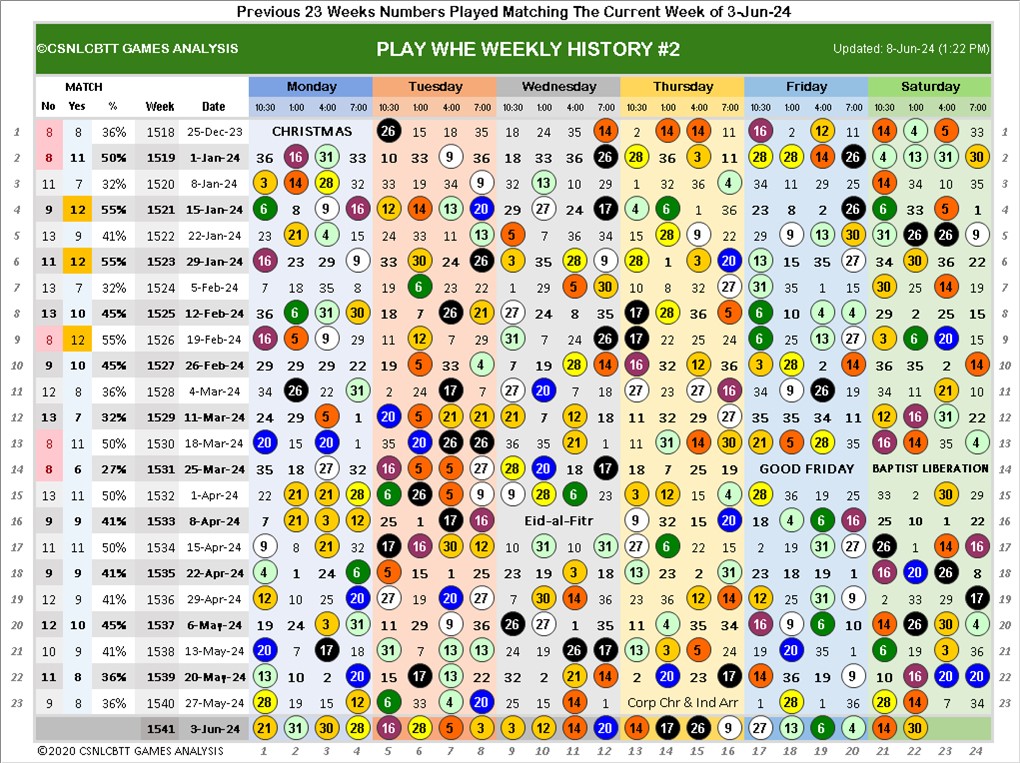 Previous 23 Weeks Numbers Played Matching The Current Week of 3-Jun-24
©CSNLCBTT GAMES ANALYSIS PLAY WHE WEEKLY HISTORY #2 Updated: 8-Jun-24 (1:22 PM)
MATCH Monday Tuesday Wednesday Thursday Friday Saturday
No Yes % Week Date 10:30 1:00 4:00 7:00 10:30 1:00 4:00 7:00 10:30 1:00 4:00 7:00 10:30 1:00 4:00 7:00 10:30 1:00 4:00 7:00 10:30 1:00 4:00 7:00
1 8 8 36% 1518 25-Dec-23 CHRISTMAS 26 15 18 35 18 24 35 14 2 14 14 11 16 2 12 11 14 4 5 33 1
2 8 11 50% 1519 1-Jan-24 36 16 31 33 10 33 9 36 18 33 36 26 28 36 3 11 28 28 14 26 4 13 31 30 2
3 11 7 32% 1520 8-Jan-24 3 14 28 32 33 19 34 9 32 13 10 29 1 32 36 4 34 11 29 25 14 34 10 35 3
4 9 12 55% 1521 15-Jan-24 6 8 9 16 12 14 13 20 29 27 24 17 4 6 1 36 23 8 2 26 6 33 5 1 4
5 13 9 41% 1522 22-Jan-24 23 21 4 15 24 33 11 13 5 7 36 34 15 28 9 22 29 9 13 30 31 22 26 9 5
6 11 12 55% 1523 29-Jan-24 16 23 29 9 33 30 24 26 3 35 28 9 28 1 3 20 13 15 35 27 34 30 36 22 6
7 13 7 32% 1524 5-Feb-24 7 18 35 8 19 6 23 22 1 29 5 30 10 8 32 27 31 35 1 15 30 25 14 19 7
8 13 10 45% 1525 12-Feb-24 36 6 31 30 18 7 26 21 27 24 8 35 17 28 36 5 6 10 4 4 29 2 25 15 8
9 8 12 55% 1526 19-Feb-24 16 5 9 29 11 12 7 29 31 7 24 26 17 22 25 24 6 25 13 27 3 6 20 15 9
10 9 10 45% 1527 26-Feb-24 29 29 29 22 19 5 33 4 7 19 28 14 16 32 12 36 3 28 2 14 36 35 2 14 10
11 12 8 36% 1528 4-Mar-24 34 26 22 31 2 24 17 7 27 20 7 18 27 23 27 16 34 9 26 19 34 11 21 10 11
12 13 7 32% 1529 11-Mar-24 24 29 5 1 20 5 21 21 21 7 12 18 11 32 29 27 35 35 34 11 12 16 31 22 12
13 8 11 50% 1530 18-Mar-24 20 15 20 1 35 20 26 26 36 35 21 1 11 31 14 30 21 5 28 35 16 14 35 4 13
14 8 6 27% 1531 25-Mar-24 35 18 27 32 16 5 5 27 28 20 18 17 18 7 25 19 GOOD FRIDAY BAPTIST LIBERATION 14
15 13 11 50% 1532 1-Apr-24 22 21 21 28 6 26 5 9 9 28 6 23 3 12 15 4 28 36 19 25 33 2 30 29 15
16 9 9 41% 1533 8-Apr-24 7 21 3 12 25 1 17 16 Eid-al-Fitr 9 32 15 20 18 4 6 16 25 10 1 22 16
17 11 11 50% 1534 15-Apr-24 9 8 21 32 17 16 30 12 10 31 10 31 27 6 22 15 2 19 31 27 26 1 14 16 17
18 9 9 41% 1535 22-Apr-24 4 1 24 6 5 15 1 25 23 19 3 18 13 23 2 31 23 18 19 1 16 20 26 8 18
19 12 9 41% 1536 29-Apr-24 12 10 25 20 27 19 20 27 7 30 14 36 23 36 12 14 12 19 31 9 2 33 29 17 19
20 12 10 45% 1537 6-May-24 19 24 3 31 11 29 9 36 26 27 1 35 11 4 35 34 16 9 6 10 14 26 30 4 20
21 10 9 41% 1538 13-May-24 20 7 17 34 31 7 13 13 24 11 26 17 13 3 5 24 19 20 35 1 6 19 3 36 21
22 11 8 36% 1539 20-May-24 13 10 2 20 15 17 13 22 32 2 21 14 2 20 23 17 14 36 19 9 10 16 20 20 22
23 9 8 36% 1540 27-May-24 28 19 15 12 6 33 4 20 25 15 14 1 Corp Chr & Ind Arr 1 28 1 24 28 14 7 34 23
1541 3-Jun-24 21 31 30 28 16 28 5 3 3 12 14 20 14 17 26 9 27 13 6 4 14 30
©2020 CSNLCBTT GAMES ANALYSIS 1 2 3 4 5 6 7 8 9 10 11 12 13 14 15 16 17 18 19 20 21 22 23 24